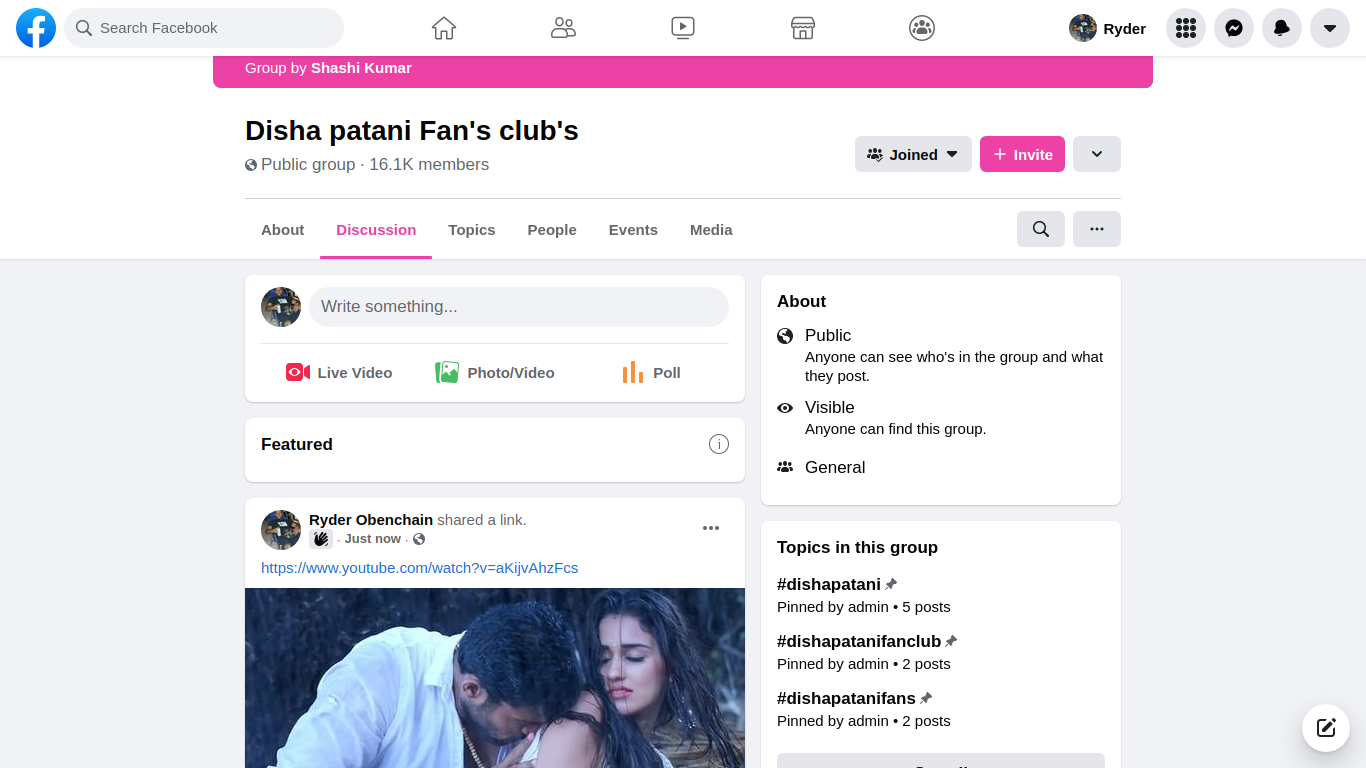 Search Facebook
Ryder
Group by Shashi Kumar
Disha patani Fan's club's
Public group · 16.1K members
Joined
Invite
About
Discussion
Topics
People
Events
Media
Write something...
Live Video
Photo/Video
Poll
Featured
Ryder Obenchain shared a link.
· Just now ·
https://www.youtube.com/watch?v=aKijvAhzFcs
About
Public
Anyone can see who's in the group and what
they post.
Visible
Anyone can find this group.
General
Topics in this group
#dishapatani
Pinned by admin • 5 posts
#dishapatanifanclub
Pinned by admin • 2 posts
#dishapatanifans
Pinned by admin • 2 posts